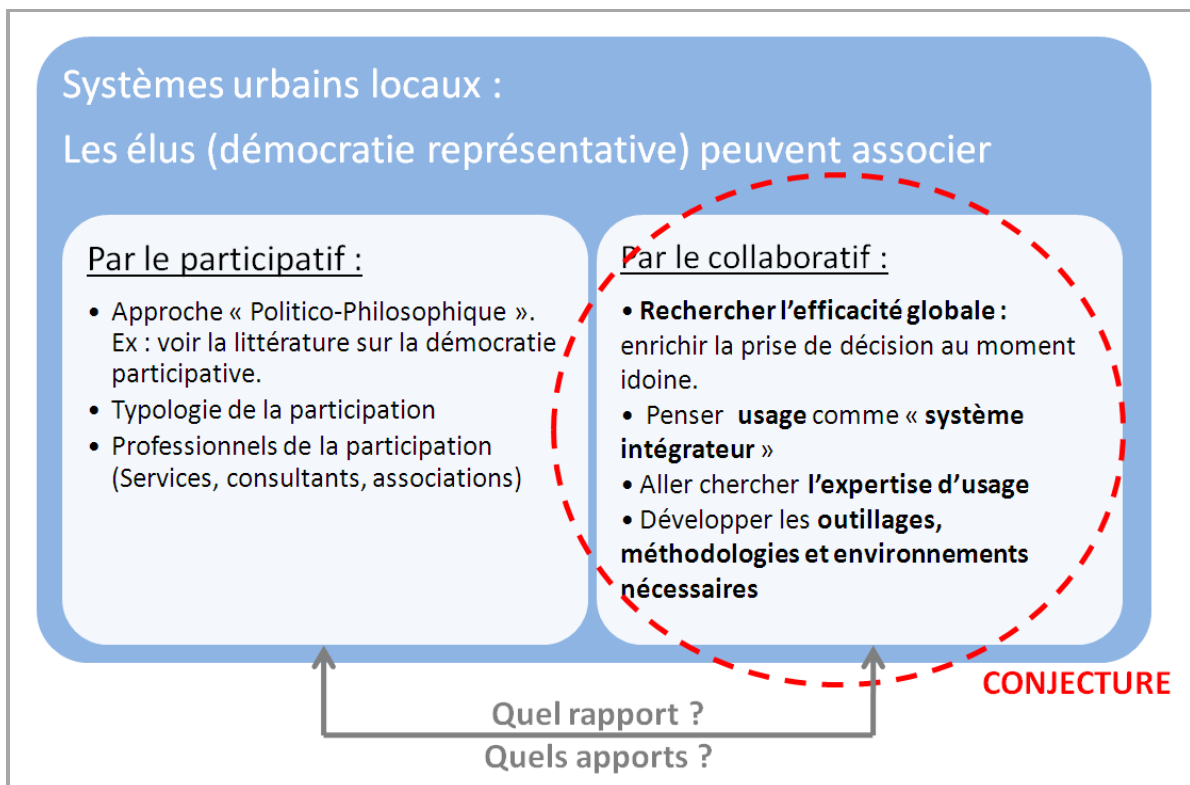 Systèmes urbains locaux :
Les élus (démocratie représentative) peuvent associer
Par le participatif :
• Approche « Politico-Philosophique ».
Ex : voir la littérature sur la démocratie
participative.
• Typologie de la participation
• Professionnels de la participation
(Services, consultants, associations)
Par le collaboratif :
• Rechercher l'efficacité globale :
enrichir la prise de décision au moment
idoine.
• Penser usage comme « système
intégrateur »
• Aller chercher l'expertise d'usage
• Développer les outillages,
méthodologies et environnements
nécessaires
CONJECTURE
Quel rapport ?
Quels apports ?